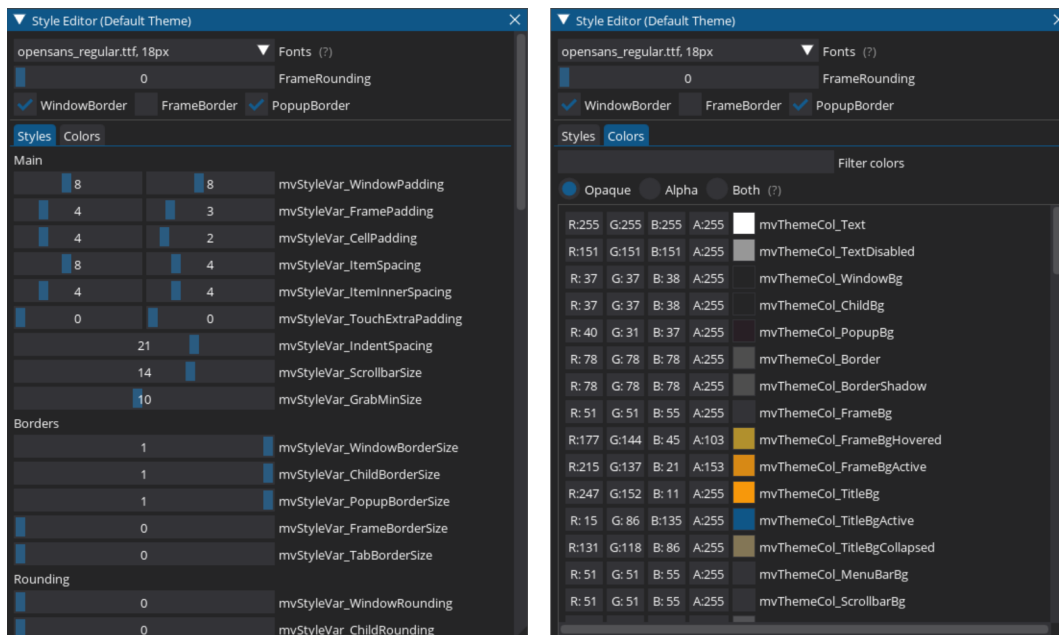 Style Editor (Default Theme)
opensans_regular.ttf, 18px Fonts (?)
0 FrameRounding
WindowBorder FrameBorder PopupBorder
Styles Colors
Main
8 8 mvStyleVar_WindowPadding
4 3 mvStyleVar_FramePadding
4 2 mvStyleVar_CellPadding
8 4 mvStyleVar_ItemSpacing
4 4 mvStyleVar_ItemInnerSpacing
0 0 mvStyleVar_TouchExtraPadding
21 mvStyleVar_IndentSpacing
14 mvStyleVar_ScrollbarSize
10 mvStyleVar_GrabMinSize
Borders
1 mvStyleVar_WindowBorderSize
1 mvStyleVar_ChildBorderSize
1 mvStyleVar_PopupBorderSize
0 mvStyleVar_FrameBorderSize
0 mvStyleVar_TabBorderSize
Rounding
0 mvStyleVar_WindowRounding
0 mvStyleVar_ChildRounding
Style Editor (Default Theme)
opensans_regular.ttf, 18px Fonts (?)
0 FrameRounding
WindowBorder FrameBorder PopupBorder
Styles Colors
Filter colors
Opaque Alpha Both (?)
R:255 G:255 B:255 A:255 mvThemeCol_Text
R:151 G:151 B:151 A:255 mvThemeCol_TextDisabled
R: 37 G: 37 B: 38 A:255 mvThemeCol_WindowBg
R: 37 G: 37 B: 38 A:255 mvThemeCol_ChildBg
R: 40 G: 31 B: 37 A:255 mvThemeCol_PopupBg
R: 78 G: 78 B: 78 A:255 mvThemeCol_Border
R: 78 G: 78 B: 78 A:255 mvThemeCol_BorderShadow
R: 51 G: 51 B: 55 A:255 mvThemeCol_FrameBg
R:177 G:144 B: 45 A:103 mvThemeCol_FrameBgHovered
R:215 G:137 B: 21 A:153 mvThemeCol_FrameBgActive
R:247 G:152 B: 11 A:255 mvThemeCol_TitleBg
R: 15 G: 86 B:135 A:255 mvThemeCol_TitleBgActive
R:131 G:118 B: 86 A:255 mvThemeCol_TitleBgCollapsed
R: 51 G: 51 B: 55 A:255 mvThemeCol_MenuBarBg
R: 51 G: 51 B: 55 A:255 mvThemeCol_ScrollbarBg